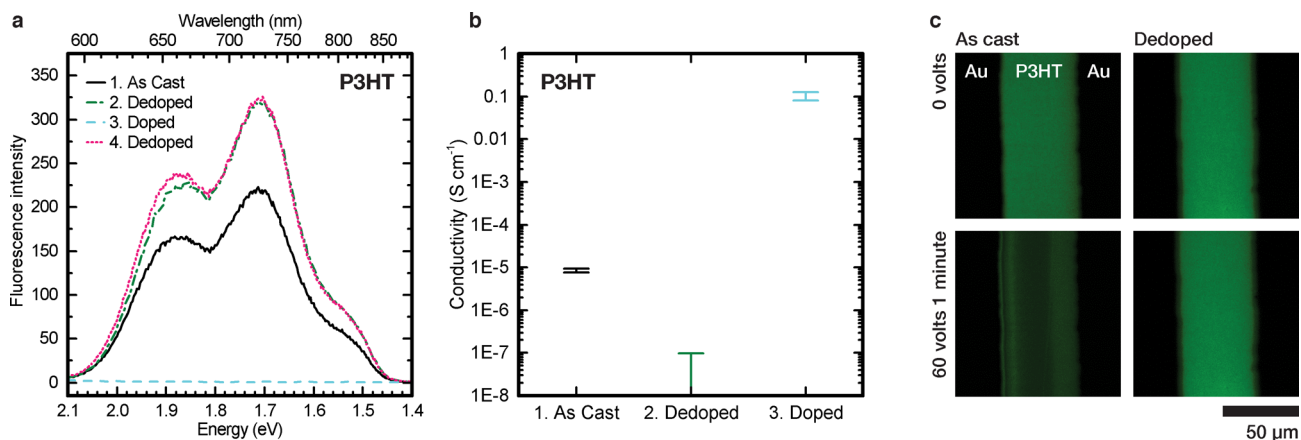 a
Wavelength (nm)
600 650 700 750 800 850
350
300
250
200
150
100
50
0
Fluorescence intensity
P3HT
1. As Cast
2. Dedoped
3. Doped
4. Dedoped
2.1 2.0 1.9 1.8 1.7 1.6 1.5 1.4
Energy (eV)
b
P3HT
1
0.1
0.01
1E-3
1E-4
1E-5
1E-6
1E-7
1E-8
Conductivity (S cm⁻¹)
1. As Cast 2. Dedoped 3. Doped
c
As cast Dedoped
0 volts
Au P3HT Au
60 volts 1 minute
50 µm